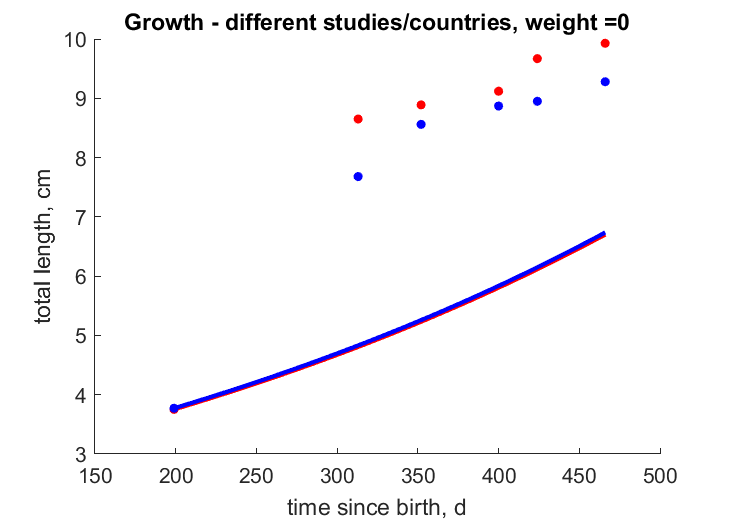 Growth - different studies/countries, weight =0
10
9
8
7
6
5
4
3
total length, cm
150 200 250 300 350 400 450 500
time since birth, d